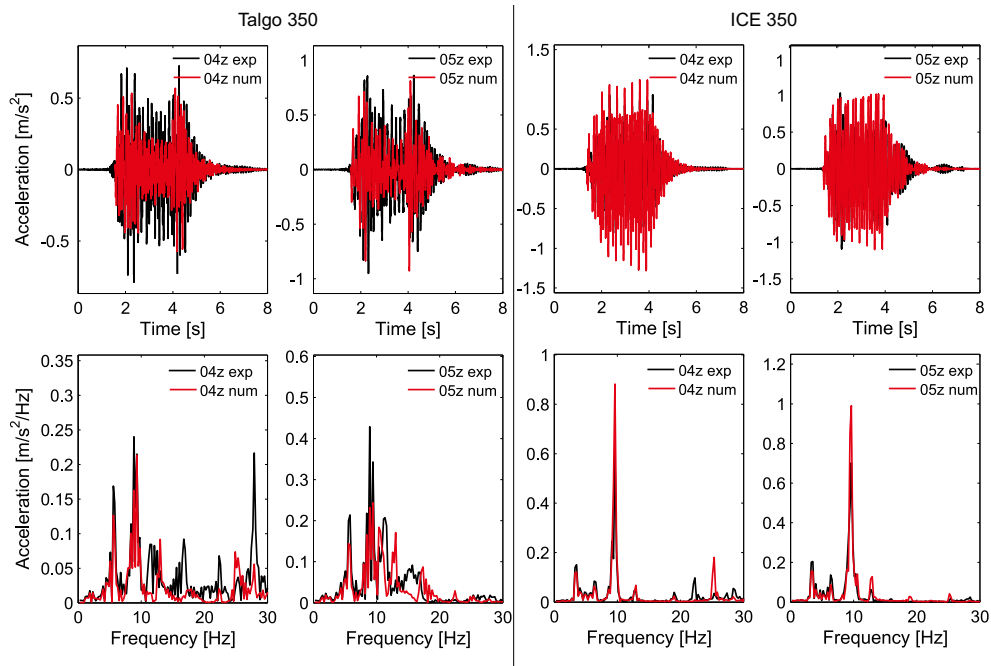 Talgo 350
ICE 350
Acceleration [m/s²]
0.5
0
-0.5
04z exp
04z num
0 2 4 6 8
Time [s]
1
0.5
0
-0.5
-1
05z exp
05z num
0 2 4 6 8
Time [s]
1.5
1
0.5
0
-0.5
-1
-1.5
04z exp
04z num
0 2 4 6 8
Time [s]
1.5
1
0.5
0
-0.5
-1
-1.5
05z exp
05z num
0 2 4 6 8
Time [s]
Acceleration [m/s²/Hz]
0.35
0.3
0.25
0.2
0.15
0.1
0.05
0
04z exp
04z num
0 10 20 30
Frequency [Hz]
0.6
0.5
0.4
0.3
0.2
0.1
0
05z exp
05z num
0 10 20 30
Frequency [Hz]
1
0.8
0.6
0.4
0.2
0
04z exp
04z num
0 10 20 30
Frequency [Hz]
1.2
1
0.8
0.6
0.4
0.2
0
05z exp
05z num
0 10 20 30
Frequency [Hz]